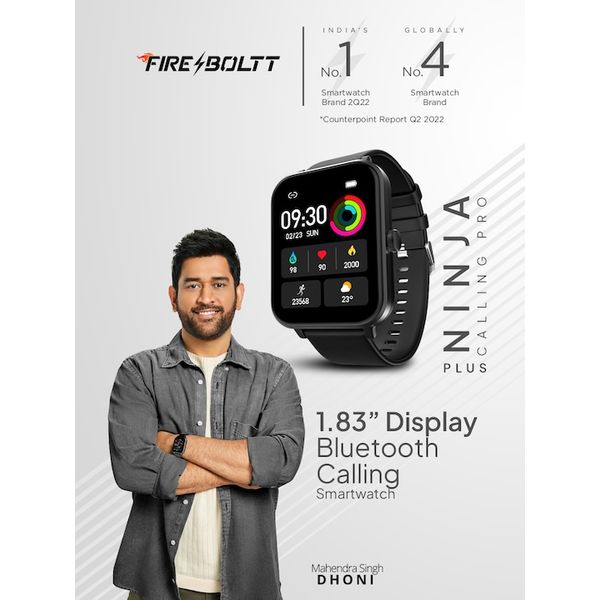 FIRE BOLTT
INDIA'S
No. 1
Smartwatch
Brand 2Q22
GLOBALLY
No. 4
Smartwatch
Brand
*Counterpoint Report Q2 2022
09:30
02/23 SUN
98 90 2000
23568 23°
NINJA
CALLING PRO
PLUS
1.83” Display
Bluetooth
Calling
Smartwatch
Mahendra Singh
DHONI